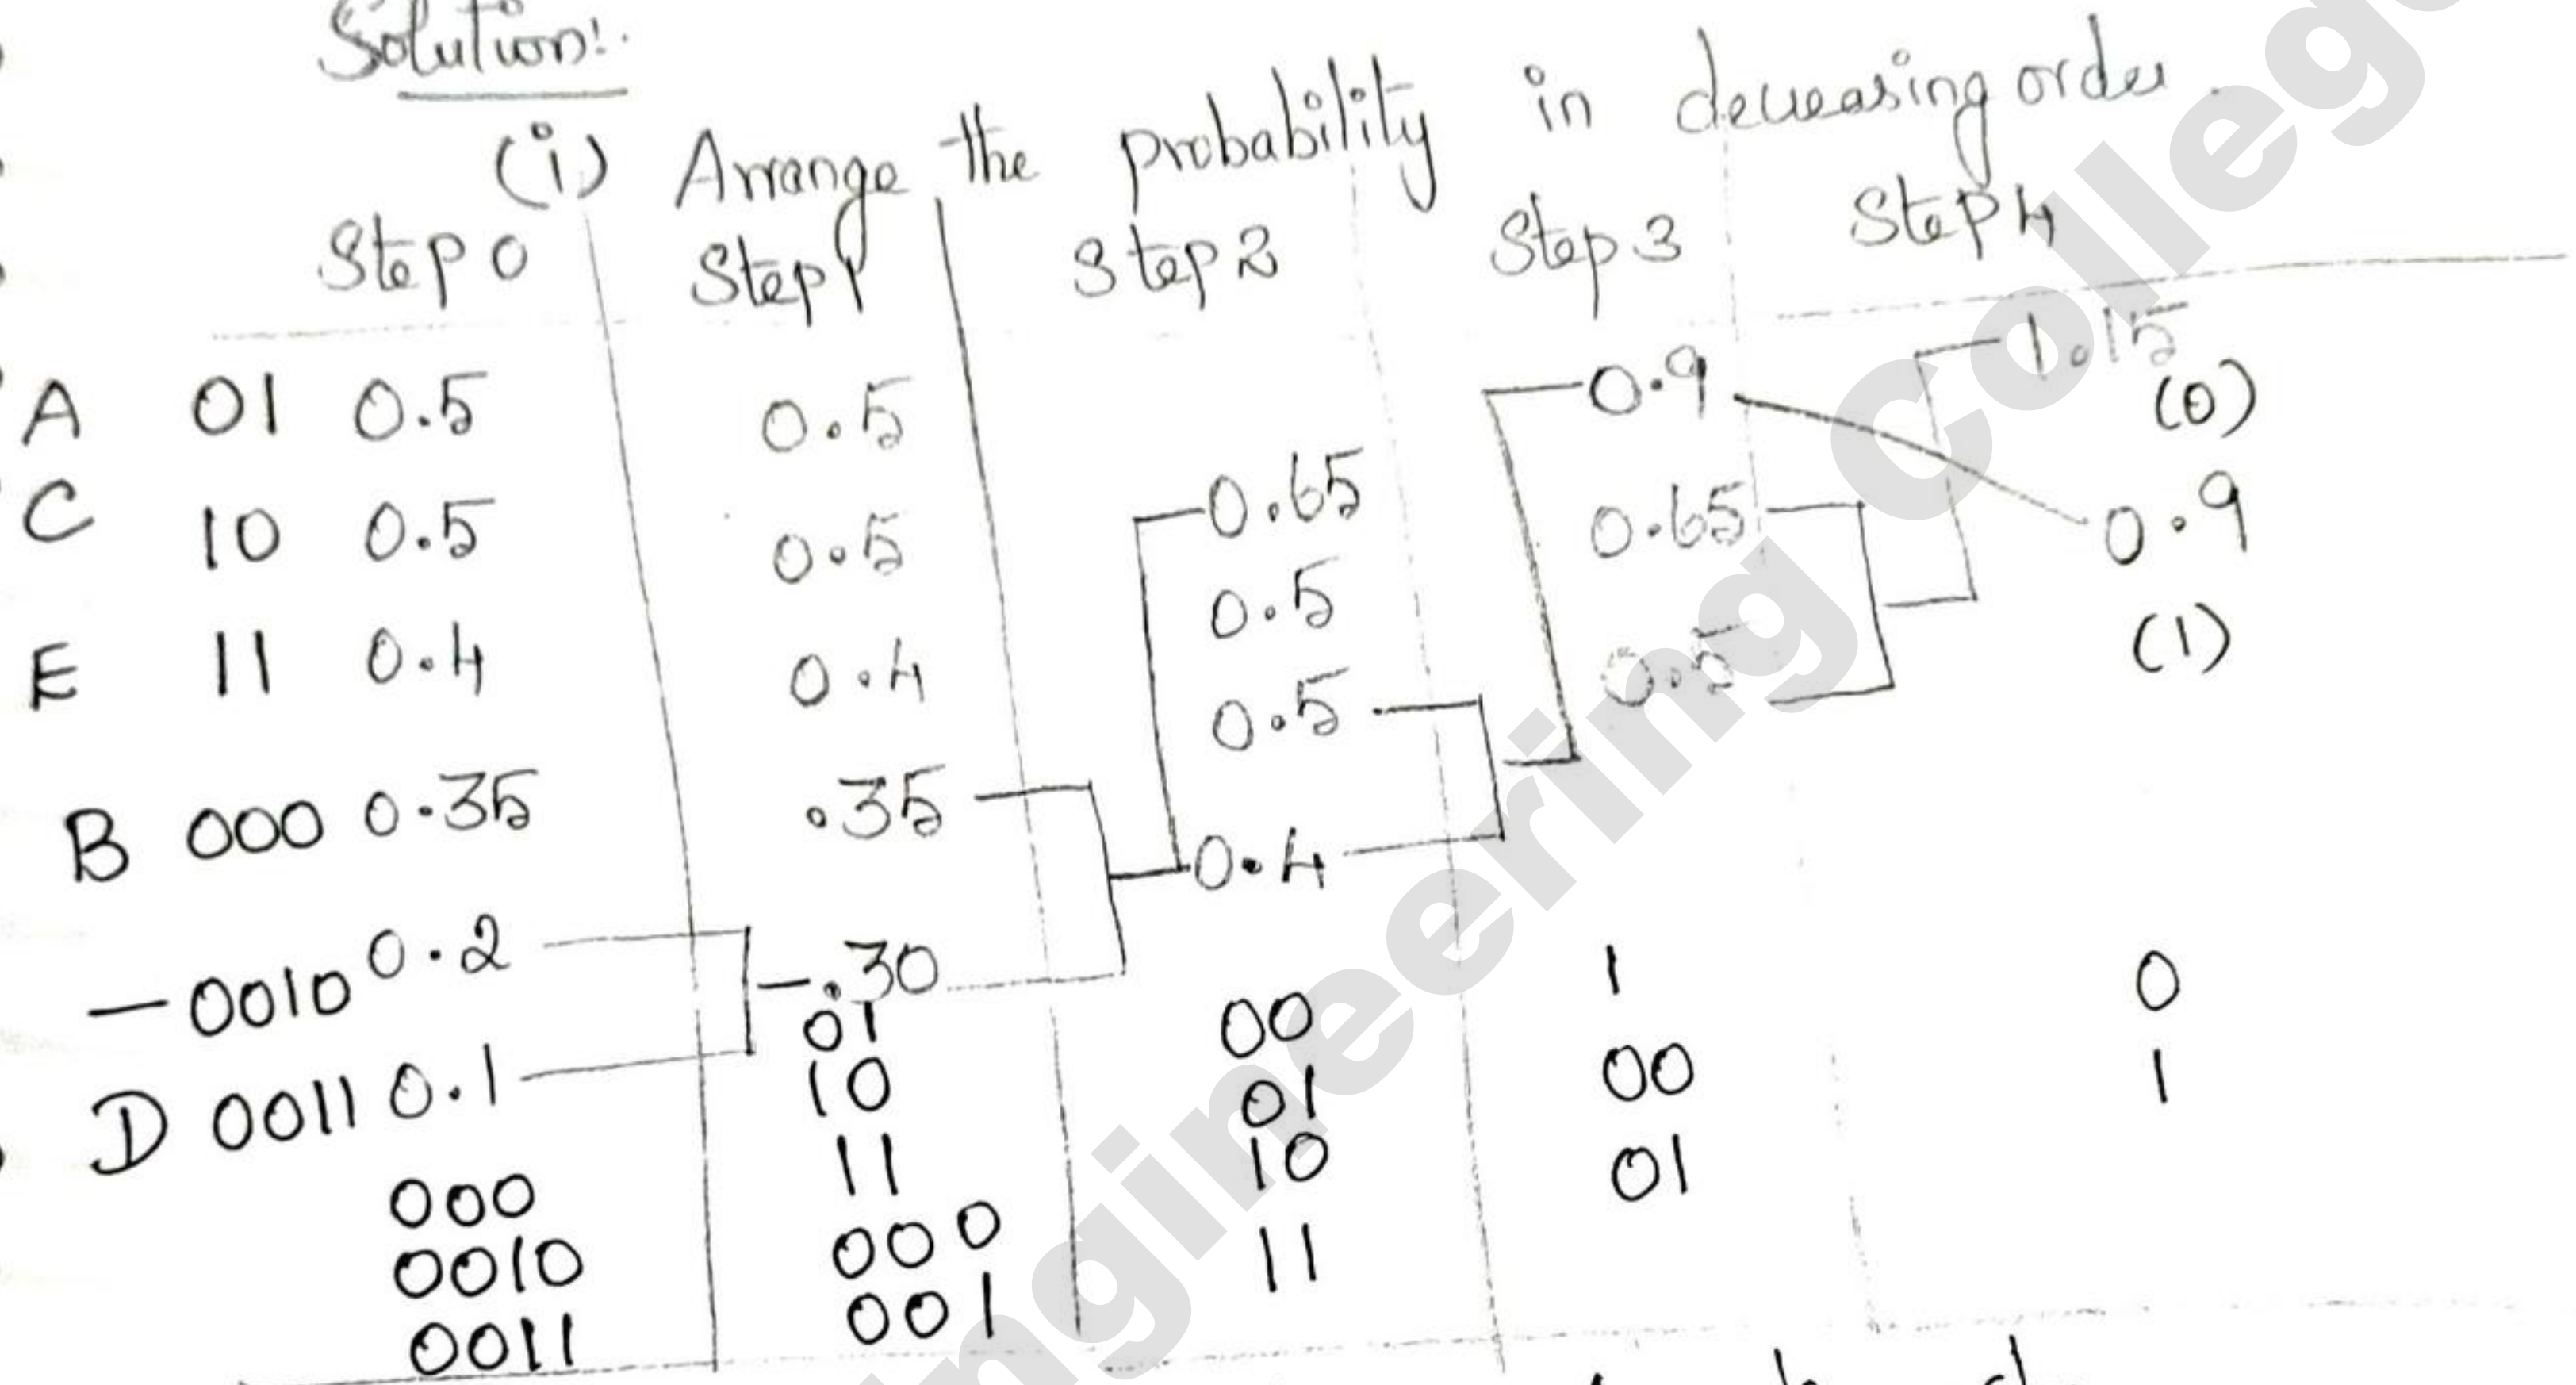 Solution:
(i) Arrange the probability in decreasing order.
Step 0 Step 1 Step 2 Step 3 Step 4
A 01 0.5 0.5 0.9 1.15
(0)
C 10 0.5 0.5 0.65 0.65 0.9
E 11 0.4 0.4 0.5 0.5 (1)
0.5
B 000 0.35 .35 0.4
— 0010 0.2 .30
D 0011 0.1
01 00 1 0
10 01 00 1
11 10 01
000 000 11
0010 001
0011
Engineering College